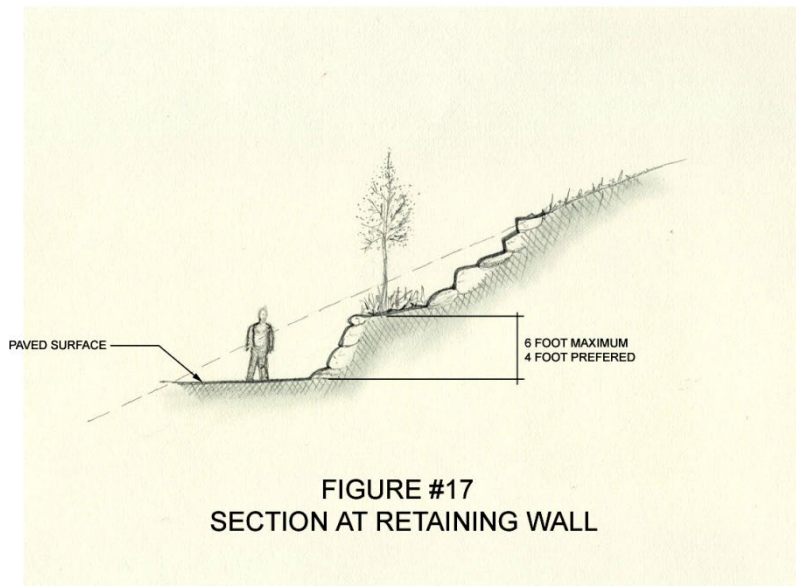 PAVED SURFACE
6 FOOT MAXIMUM
4 FOOT PREFERED
FIGURE #17
SECTION AT RETAINING WALL